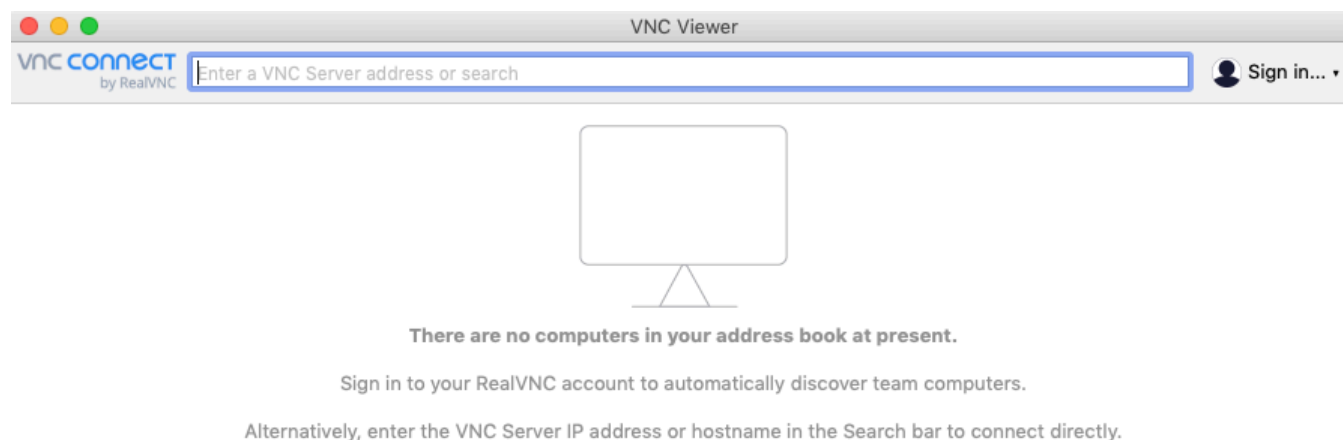 VNC Viewer
vnc connect
by RealVNC
Enter a VNC Server address or search
Sign in...
There are no computers in your address book at present.
Sign in to your RealVNC account to automatically discover team computers.
Alternatively, enter the VNC Server IP address or hostname in the Search bar to connect directly.